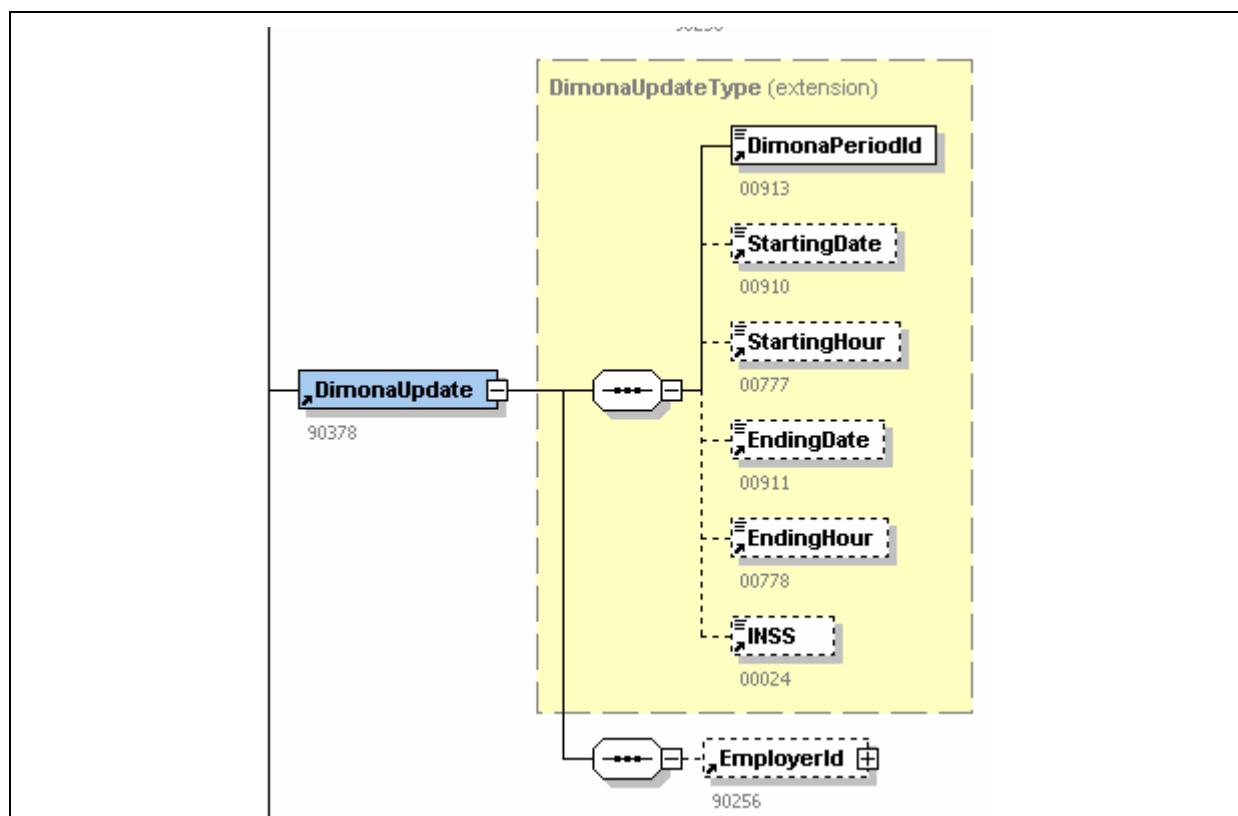 DimonaUpdateType (extension)
DimonaPeriodId
00913
StartingDate
00910
StartingHour
00777
DimonaUpdate
90378
EndingDate
00911
EndingHour
00778
INSS
00024
EmployerId
90256